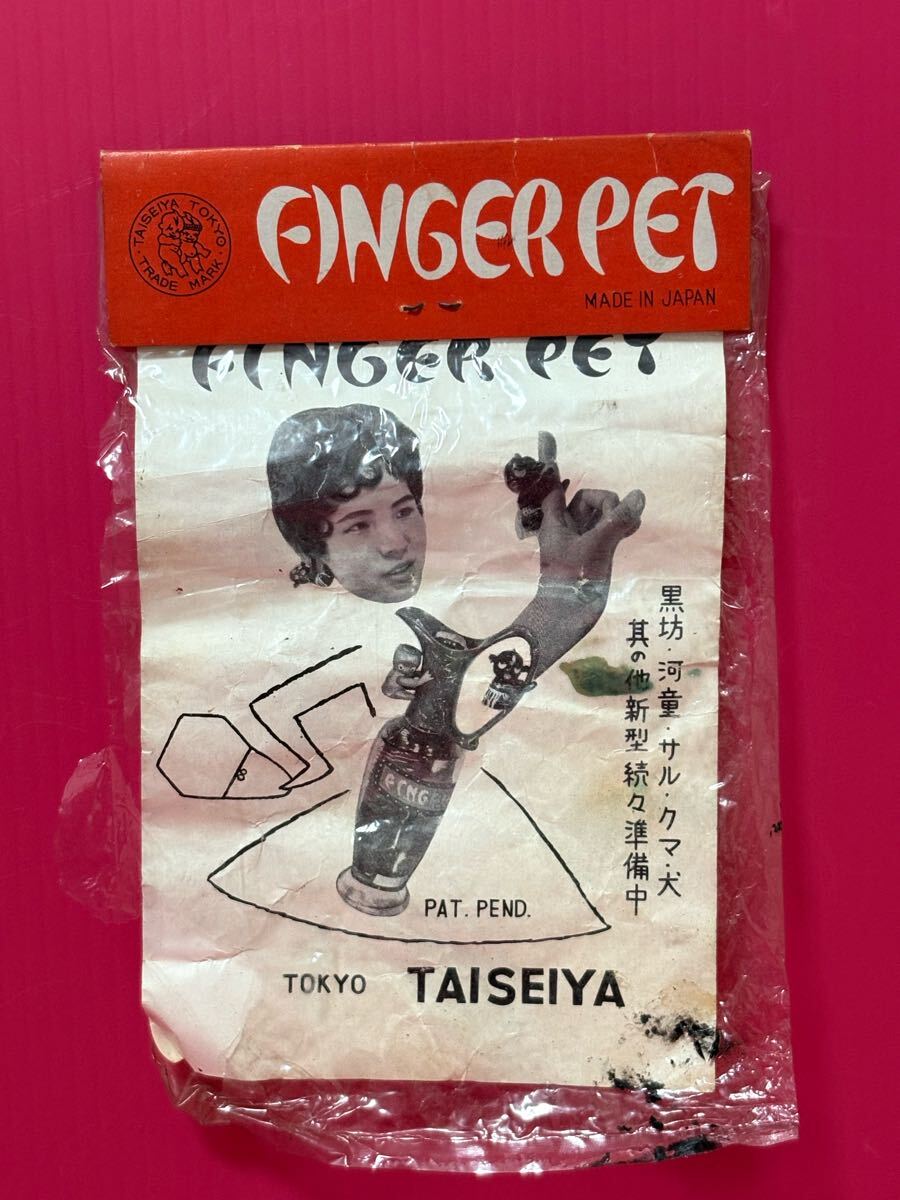 TAISEIYA TOKYO
TRADE MARK
FINGER PET
MADE IN JAPAN
FINGER PET
黒坊・河童・サル・クマ・犬
其の他新型続々準備中
PAT. PEND.
TOKYO TAISEIYA